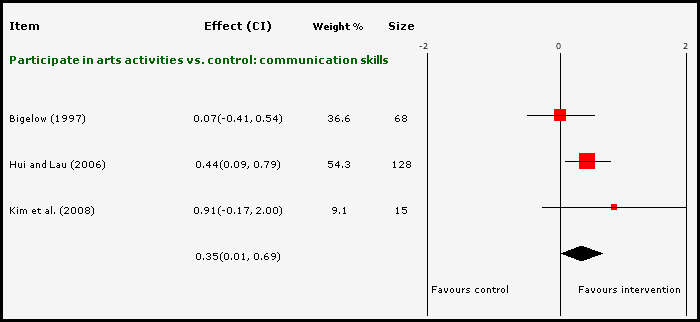 Item Effect (CI) Weight % Size
-2 0 2
Participate in arts activities vs. control: communication skills
Bigelow (1997) 0.07(-0.41, 0.54) 36.6 68
Hui and Lau (2006) 0.44(0.09, 0.79) 54.3 128
Kim et al. (2008) 0.91(-0.17, 2.00) 9.1 15
0.35(0.01, 0.69)
Favours control Favours intervention